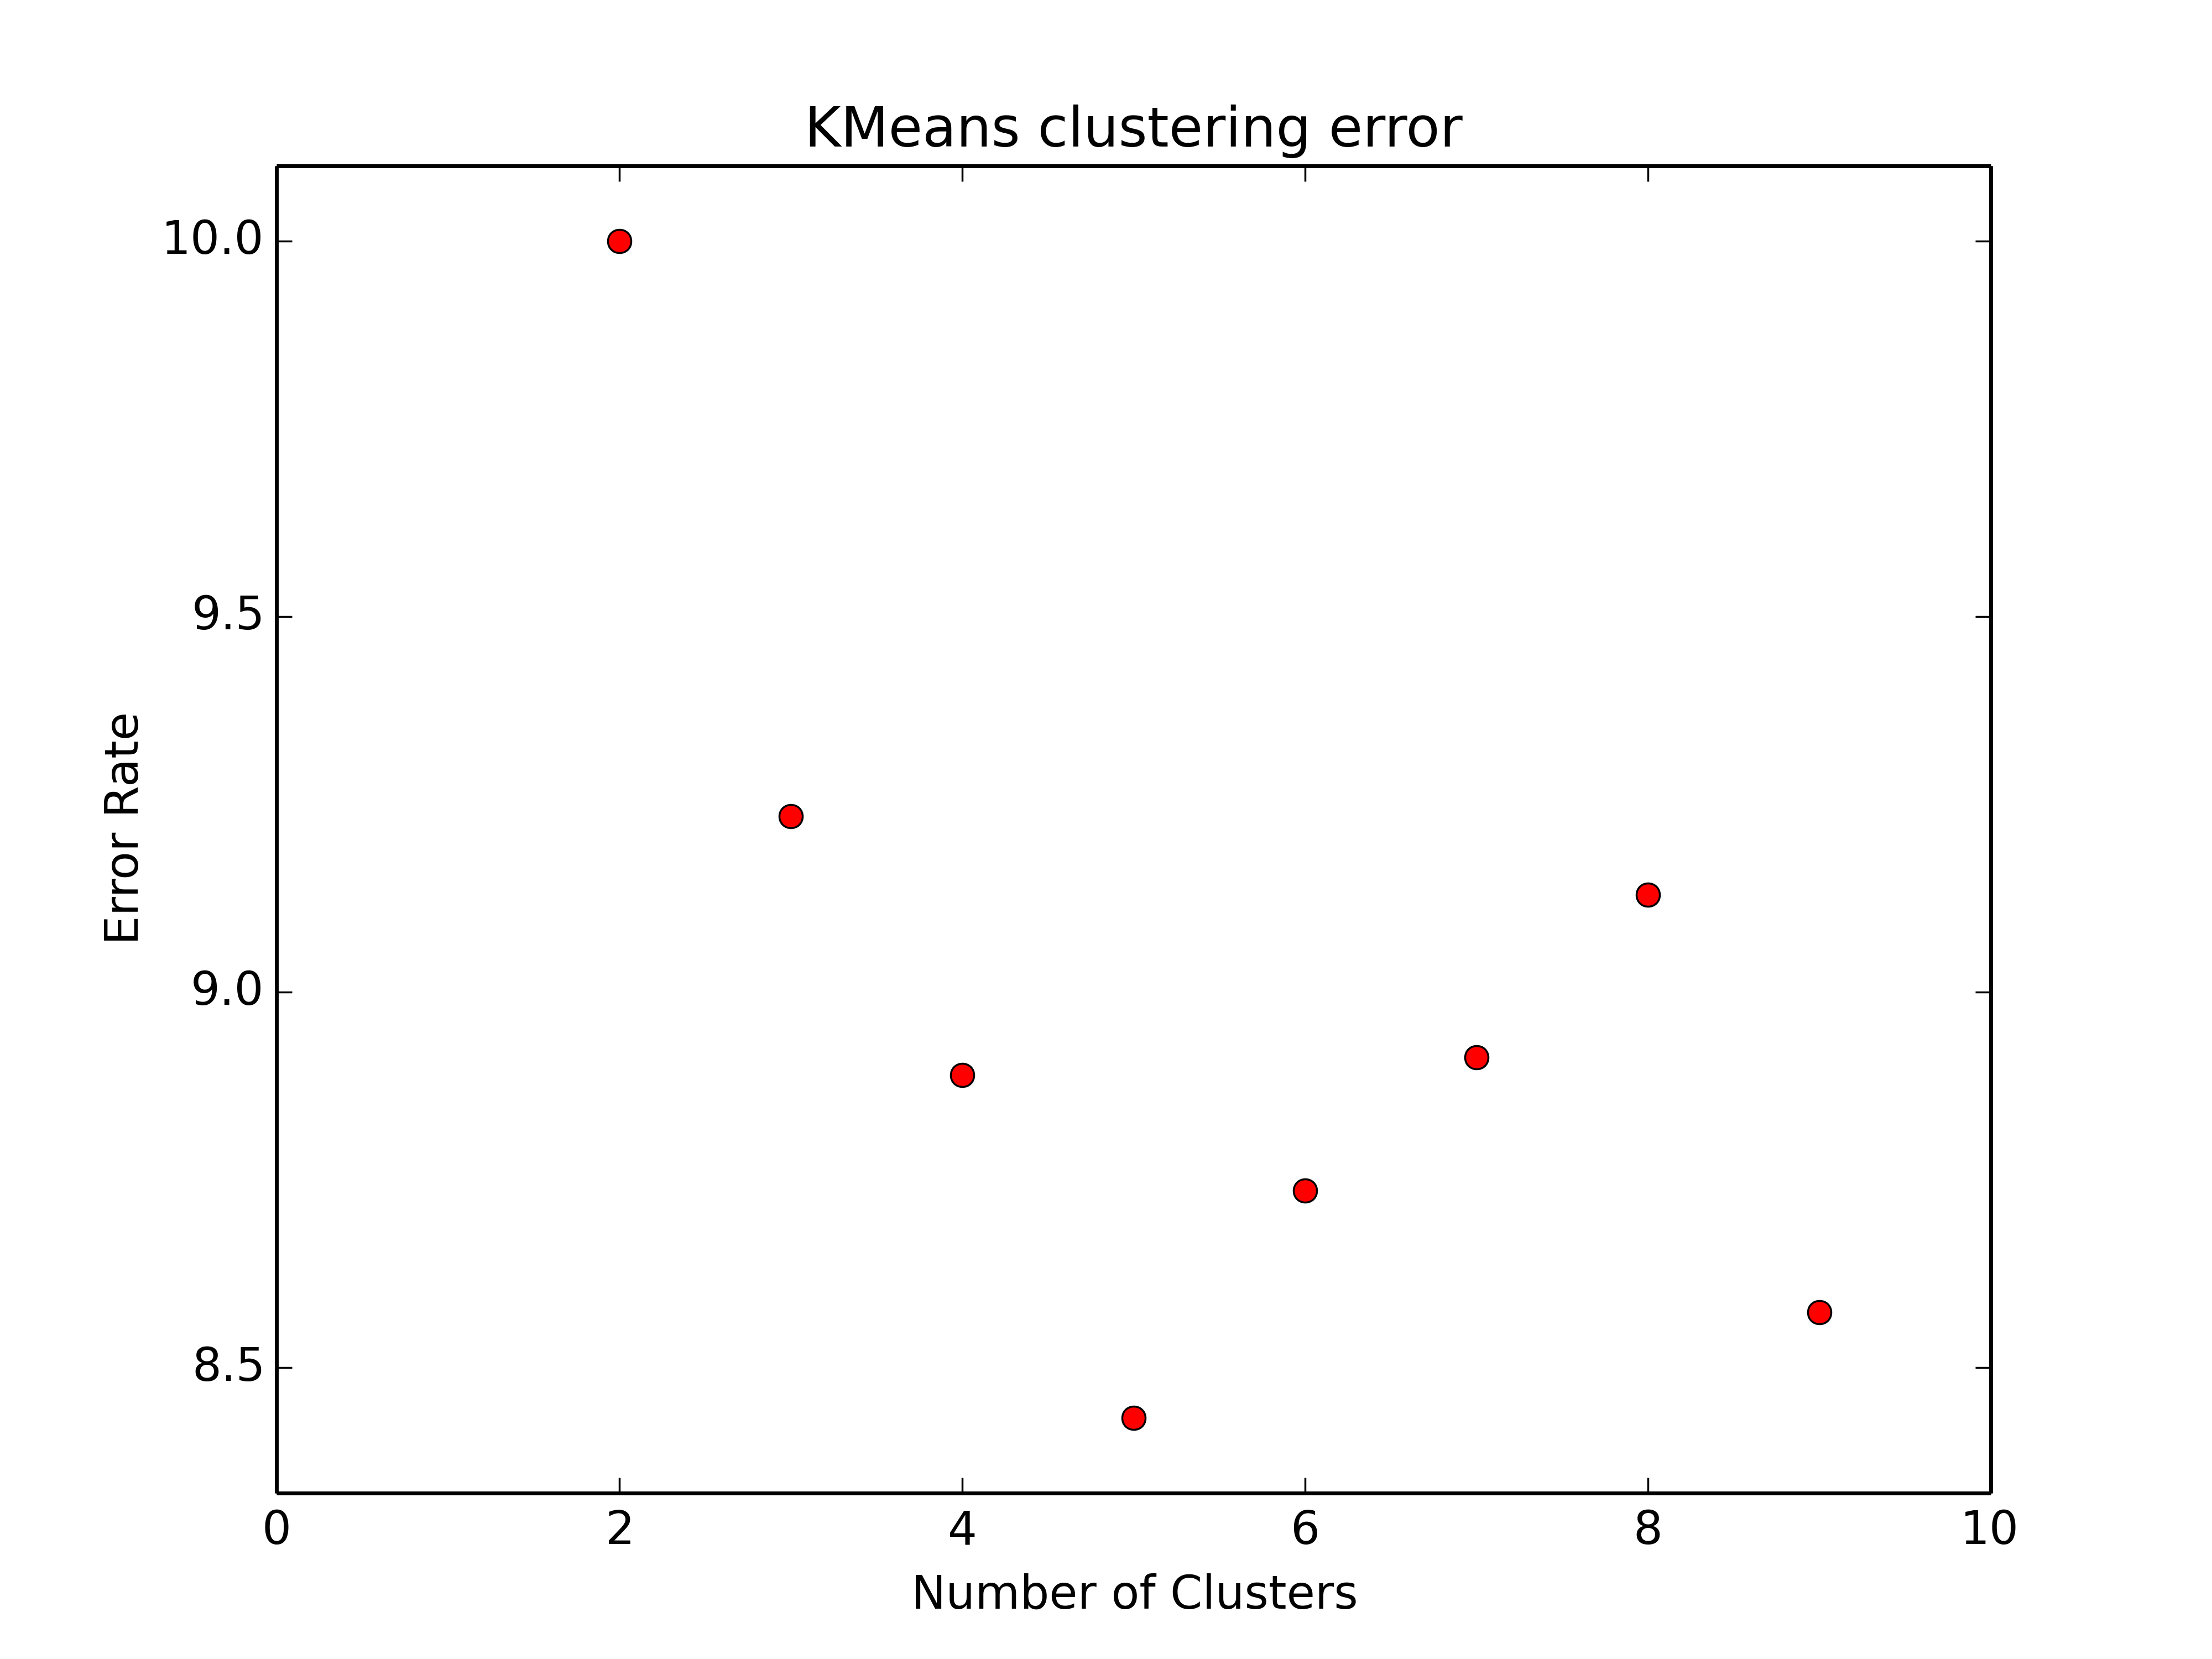 KMeans clustering error
10.0
9.5
9.0
8.5
Error Rate
0 2 4 6 8 10
Number of Clusters